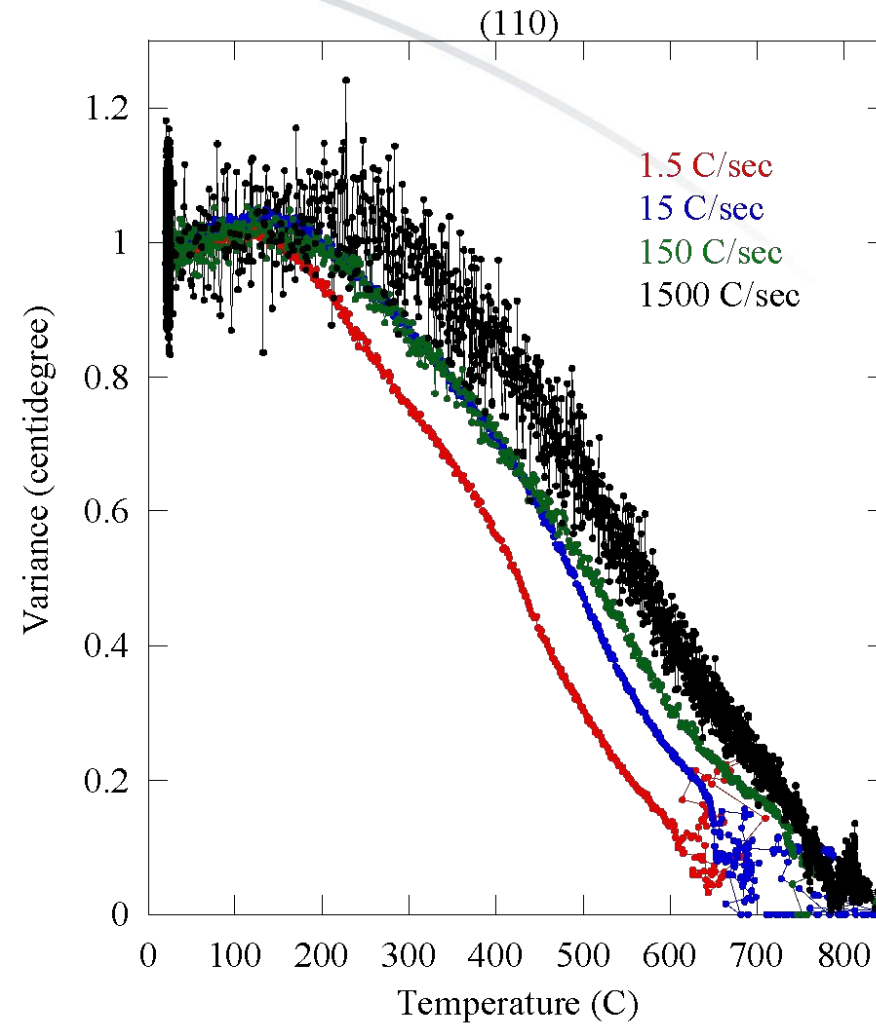 (110)
1.2
1
0.8
0.6
0.4
0.2
0
Variance (centidegree)
1.5 C/sec
15 C/sec
150 C/sec
1500 C/sec
0 100 200 300 400 500 600 700 800
Temperature (C)